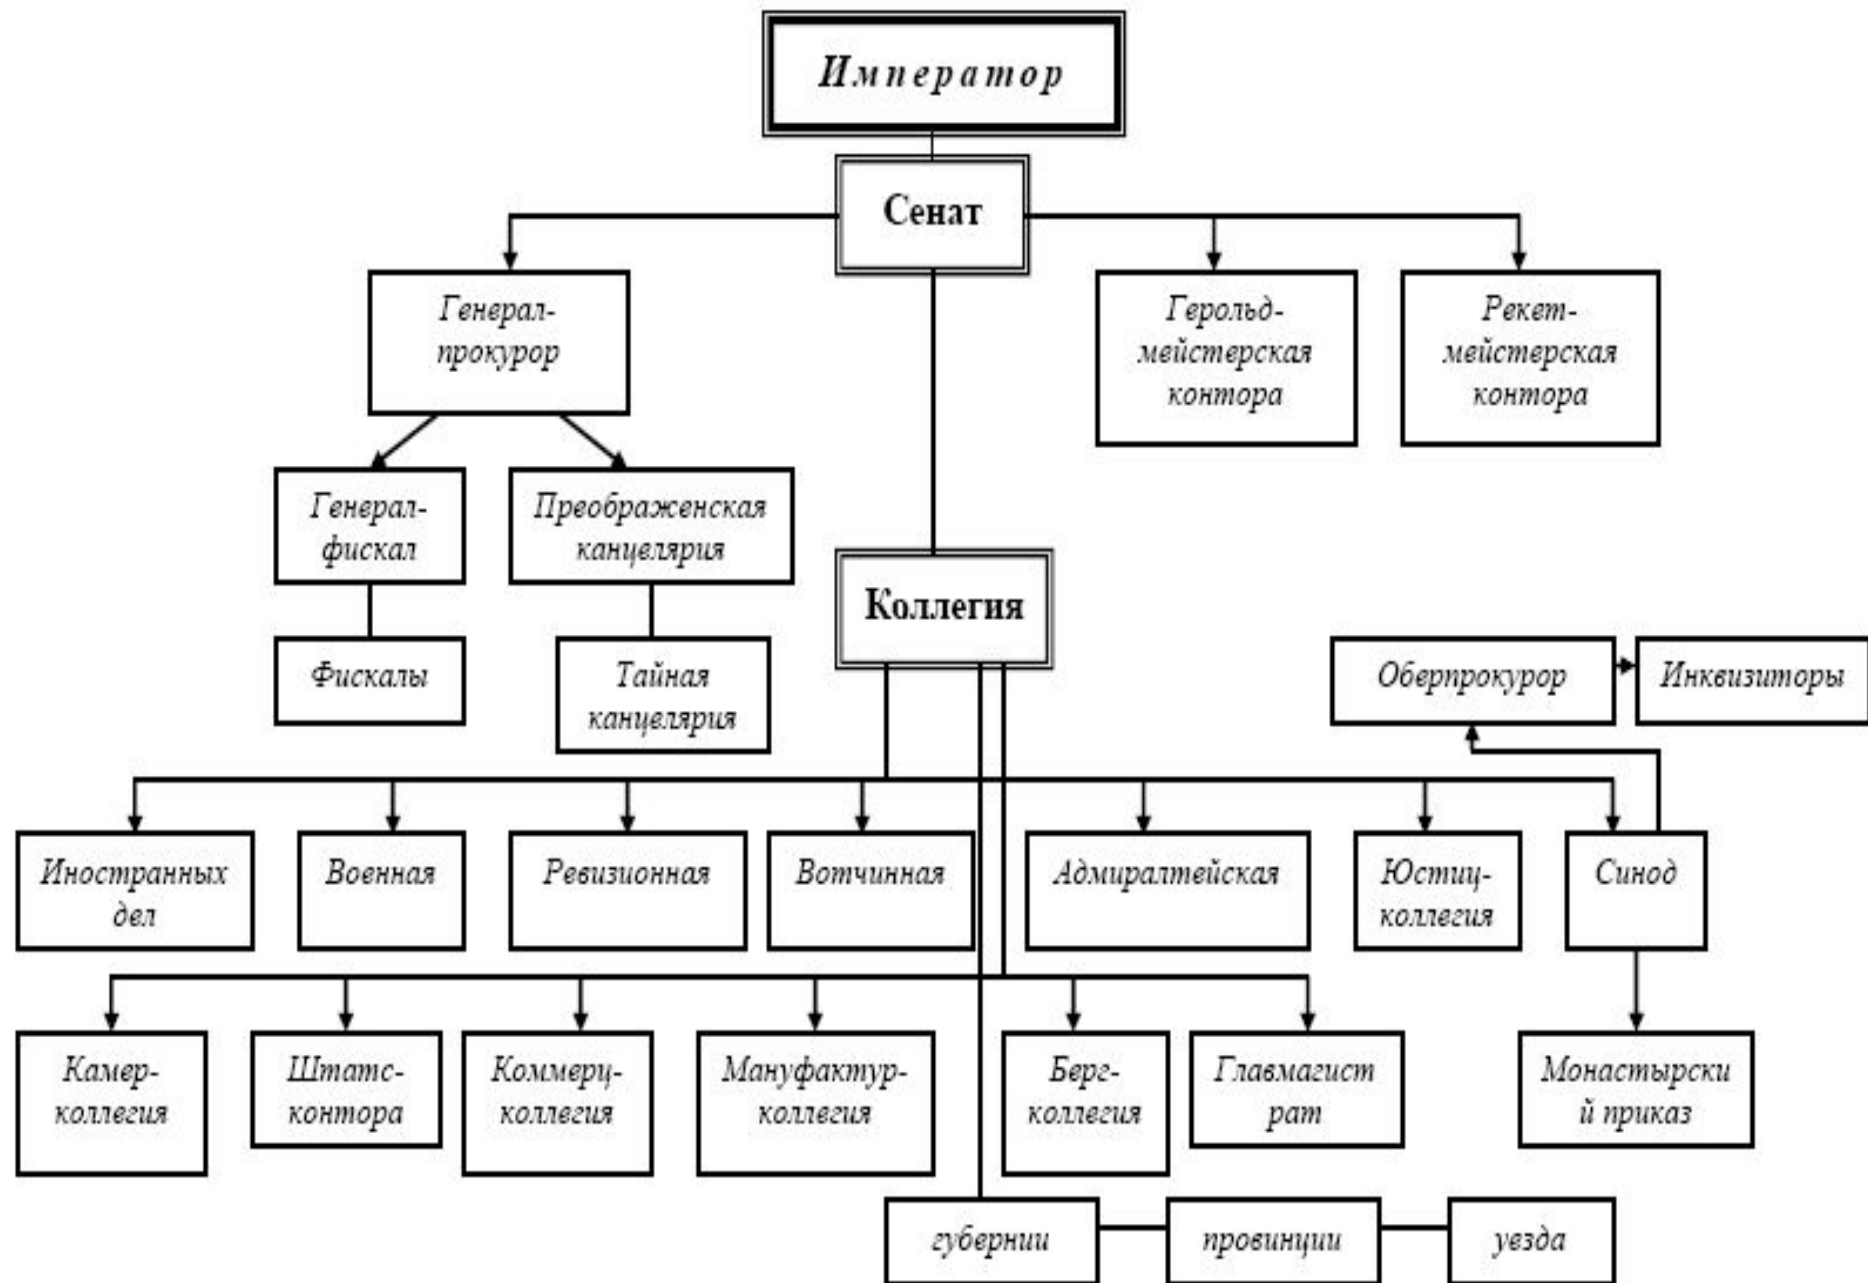 Император
Сенат
Генерал-
прокурор
Герольд-
мейстерская
контора
Рекет-
мейстерская
контора
Генерал-
фискал
Преображенская
канцелярия
Коллегия
Фискалы
Тайная
канцелярия
Оберпрокурор
Инквизиторы
Иностранных
дел
Военная
Ревизионная
Вотчинная
Адмиралтейская
Юстиц-
коллегия
Синод
Камер-
коллегия
Штатс-
контора
Коммерц-
коллегия
Мануфактур-
коллегия
Берг-
коллегия
Главмагист
рат
Монастырски
й приказ
губернии
провинции
уезда